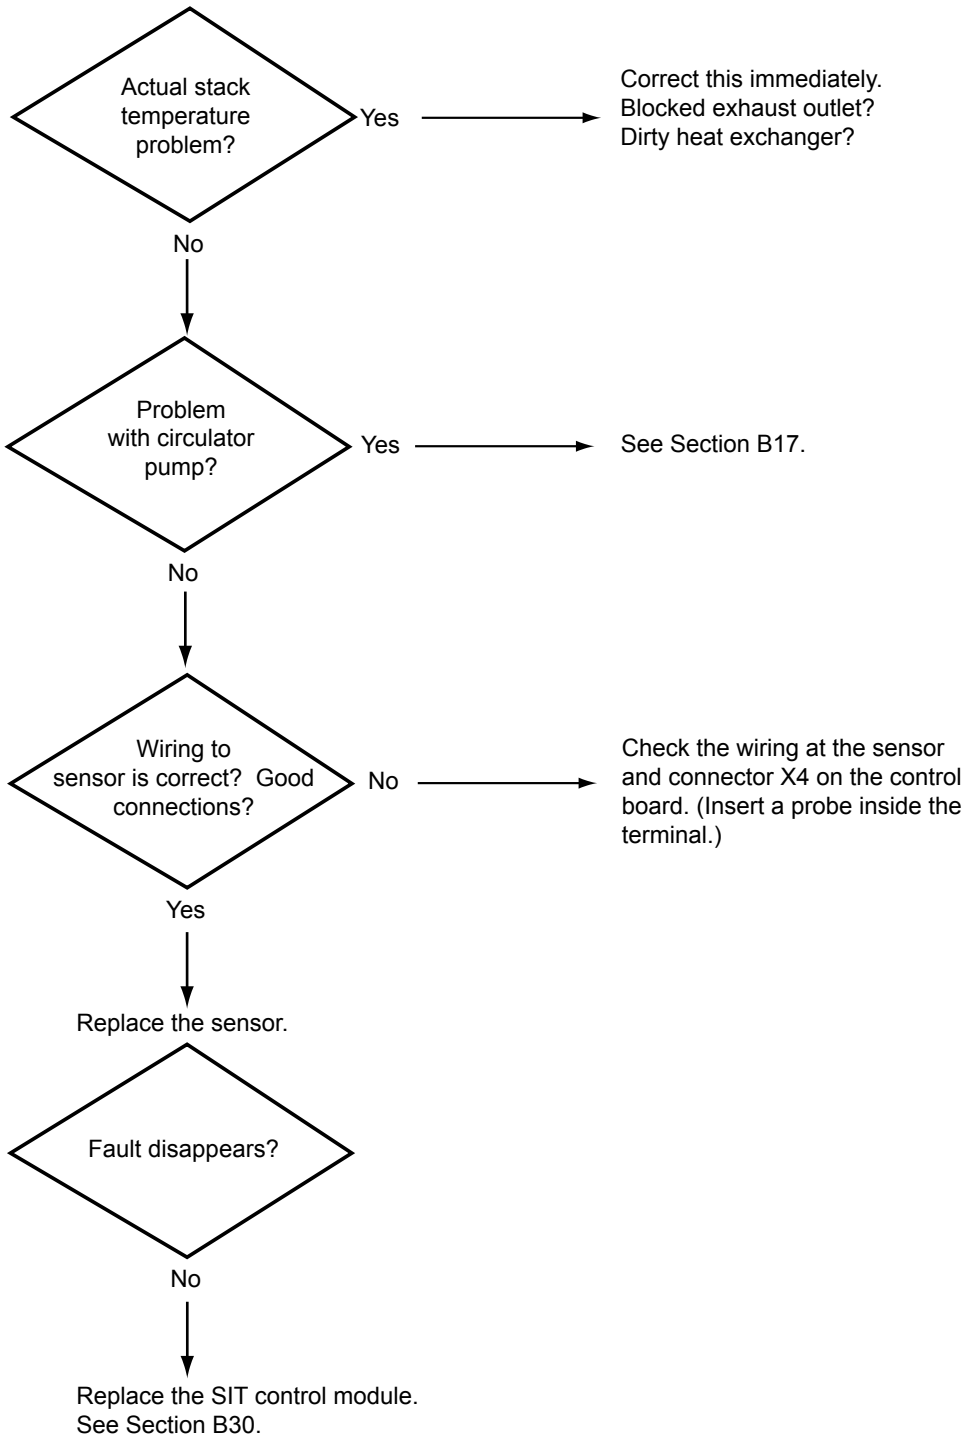 Actual stack
temperature
problem?
Yes
Correct this immediately.
Blocked exhaust outlet?
Dirty heat exchanger?
No
Problem
with circulator
pump?
Yes
See Section B17.
No
Wiring to
sensor is correct?  Good
connections?
No
Check the wiring at the sensor
and connector X4 on the control
board. (Insert a probe inside the
terminal.)
Yes
Replace the sensor.
Fault disappears?
No
Replace the SIT control module.
See Section B30.